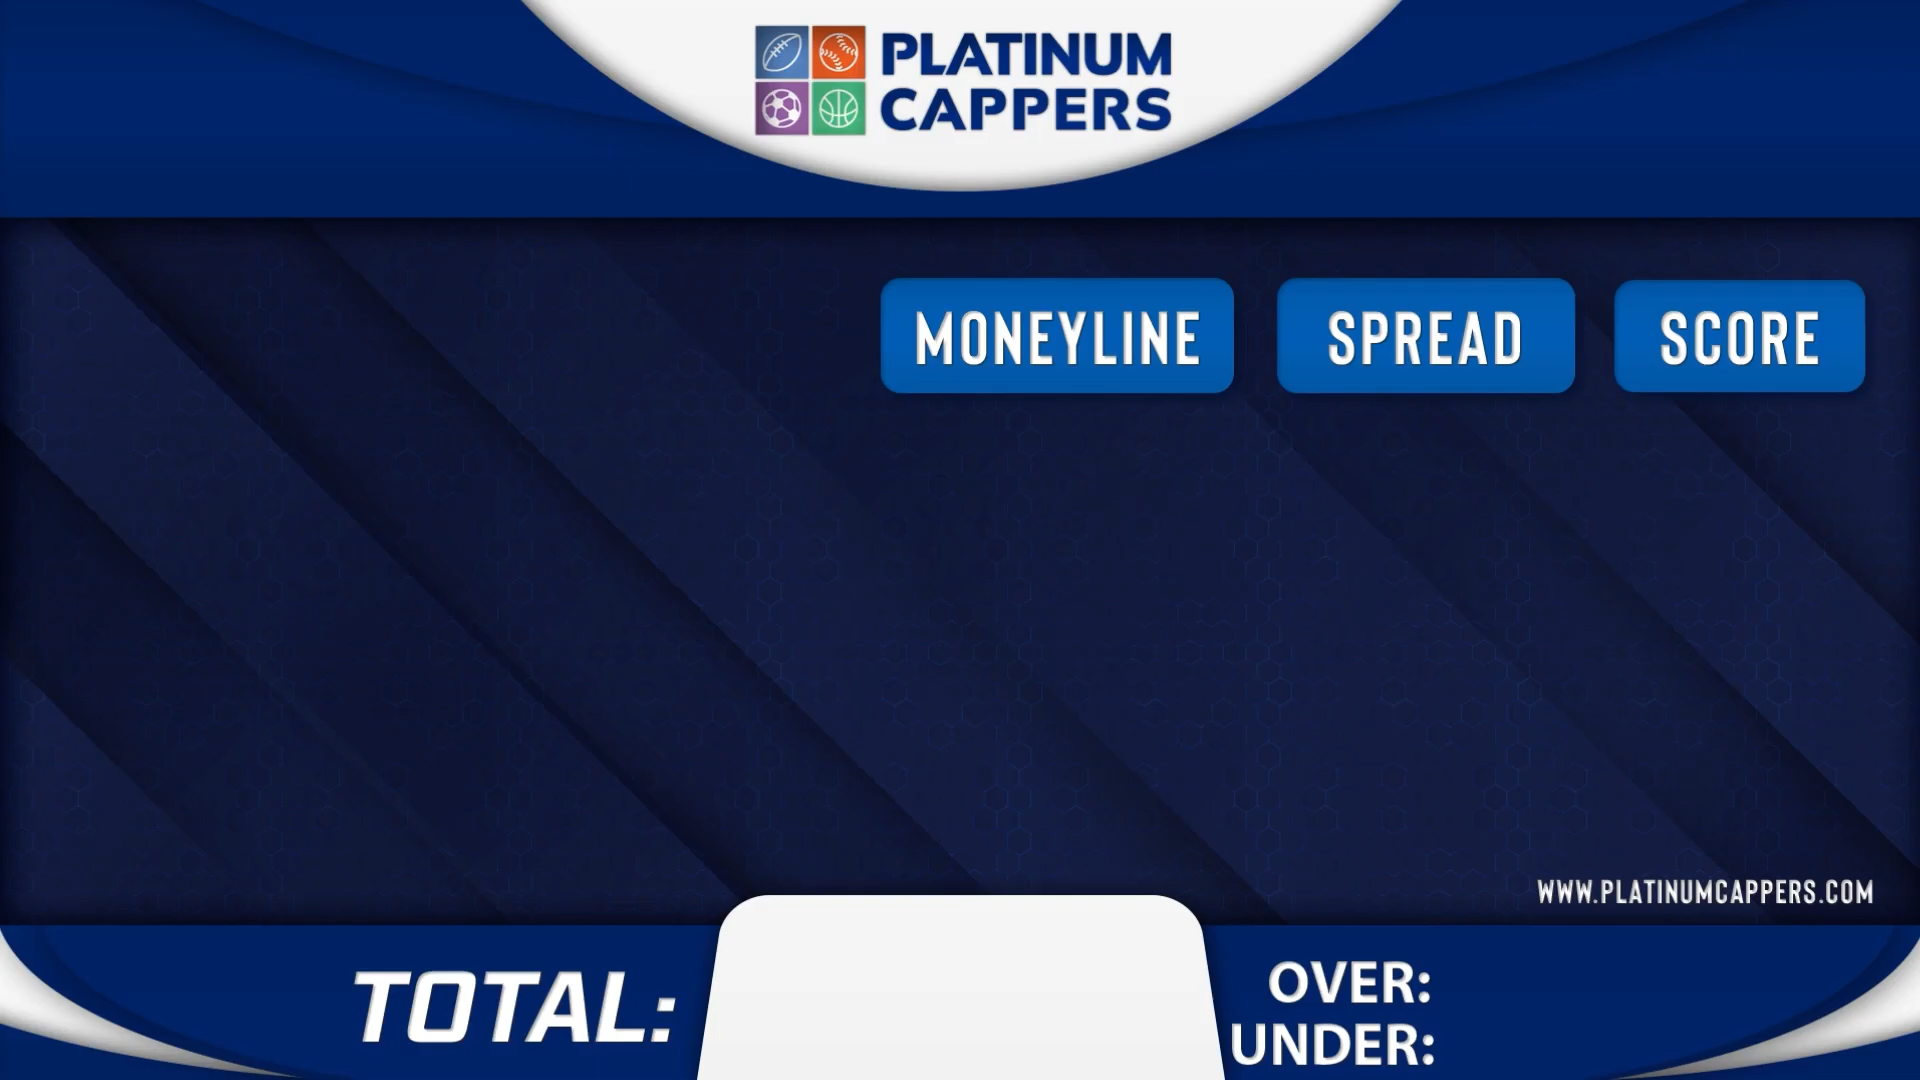 PLATINUM
CAPPERS
MONEYLINE SPREAD SCORE
WWW.PLATINUMCAPPERS.COM
TOTAL:
OVER:
UNDER: